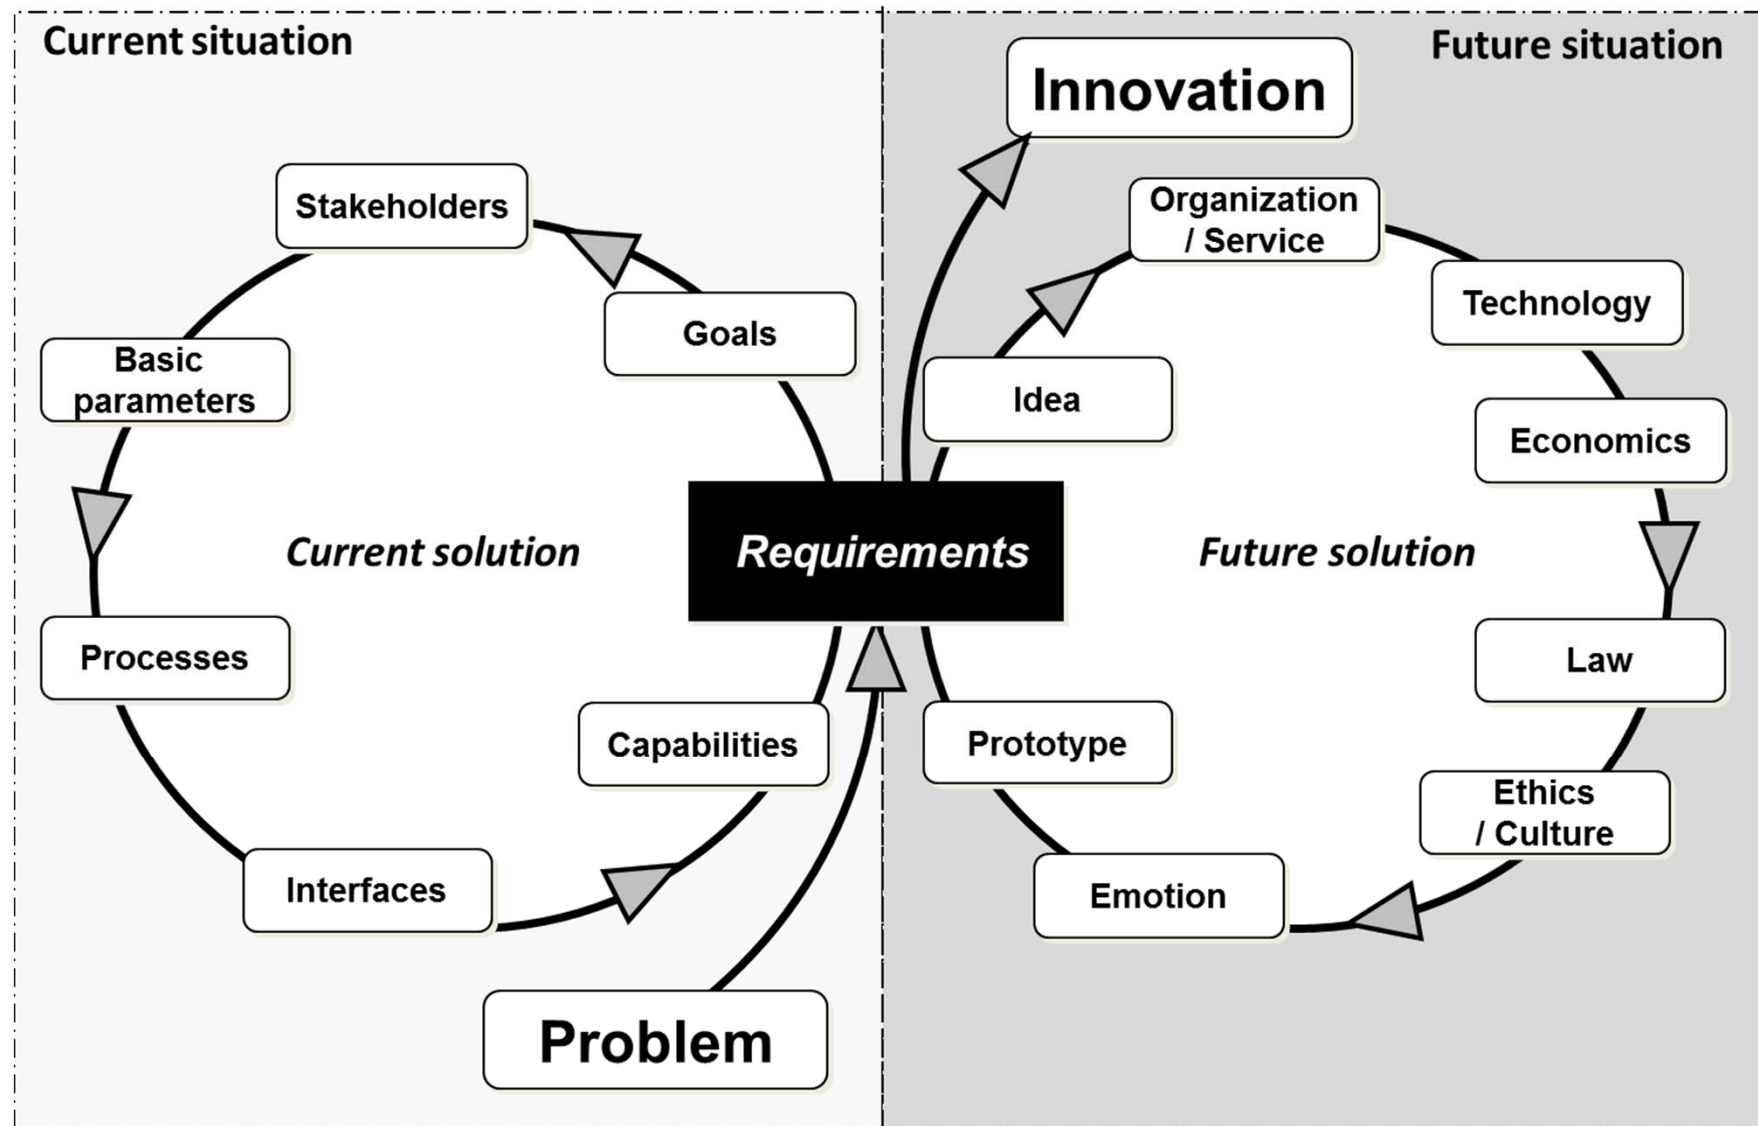 Current situation
Future situation
Innovation
Stakeholders
Goals
Basic
parameters
Processes
Interfaces
Capabilities
Current solution
Requirements
Problem
Idea
Organization
/ Service
Technology
Economics
Law
Ethics
/ Culture
Emotion
Prototype
Future solution